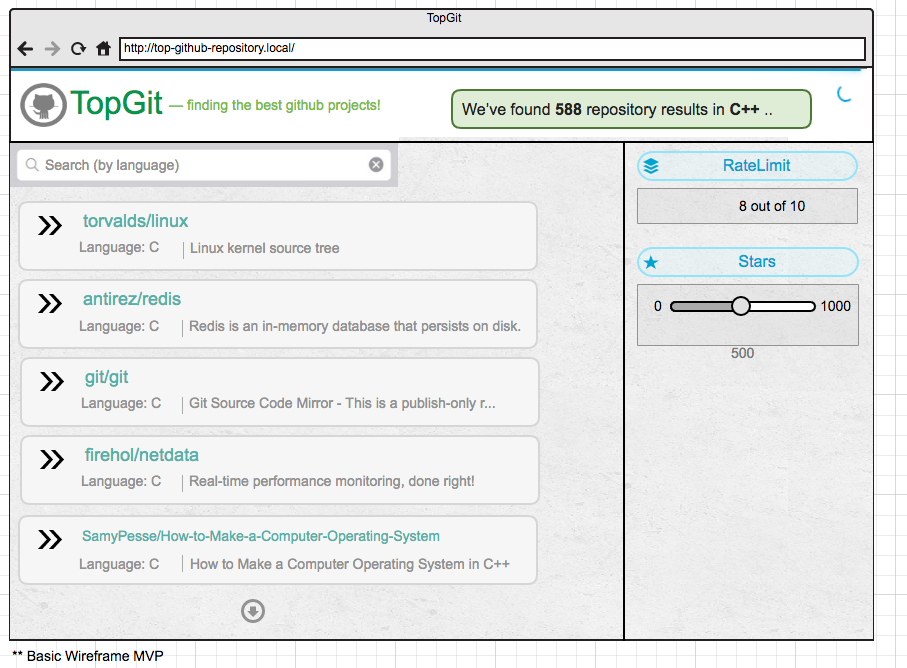 TopGit
http://top-github-repository.local/
TopGit — finding the best github projects!
We've found 588 repository results in C++ ..
Search (by language)
torvalds/linux
Language: C | Linux kernel source tree
antirez/redis
Language: C | Redis is an in-memory database that persists on disk.
git/git
Language: C | Git Source Code Mirror - This is a publish-only r...
firehol/netdata
Language: C | Real-time performance monitoring, done right!
SamyPesse/How-to-Make-a-Computer-Operating-System
Language: C | How to Make a Computer Operating System in C++
RateLimit
8 out of 10
Stars
0 1000
500
** Basic Wireframe MVP